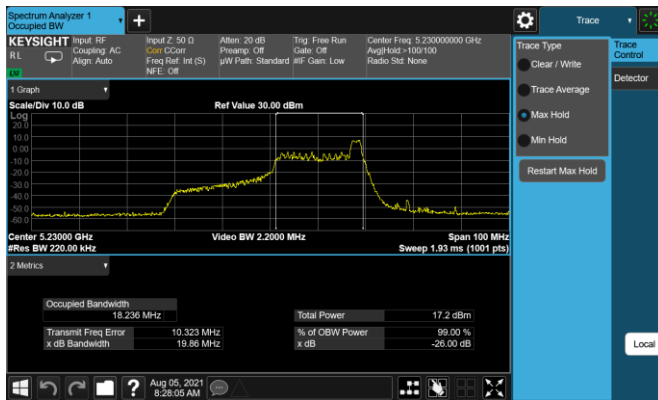 Spectrum Analyzer 1
Occupied BW
Trace
KEYSIGHT
RL
LXI
Input: RF
Coupling: AC
Align: Auto
Input Z: 50 Ω
Corr CCorr
Freq Ref: Int (S)
NFE: Off
Atten: 20 dB
Preamp: Off
µW Path: Standard
Trig: Free Run
Gate: Off
#IF Gain: Low
Center Freq: 5.230000000 GHz
Avg|Hold:>100/100
Radio Std: None
1 Graph
Scale/Div 10.0 dB
Ref Value 30.00 dBm
Log
20.0
10.0
0.00
-10.0
-20.0
-30.0
-40.0
-50.0
-60.0
Center 5.23000 GHz
#Res BW 220.00 kHz
Video BW 2.2000 MHz
Span 100 MHz
Sweep 1.93 ms (1001 pts)
2 Metrics
Occupied Bandwidth
18.236 MHz
Transmit Freq Error 10.323 MHz
x dB Bandwidth 19.86 MHz
Total Power 17.2 dBm
% of OBW Power 99.00 %
x dB -26.00 dB
Aug 05, 2021
8:28:05 AM
Trace Type
Clear / Write
Trace Average
Max Hold
Min Hold
Restart Max Hold
Trace
Control
Detector
Local